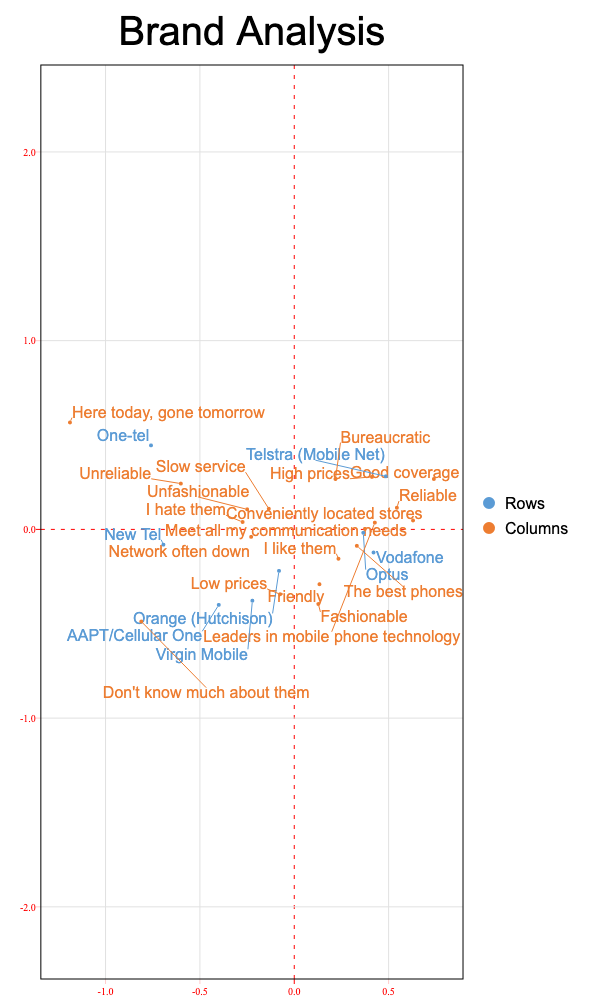 Brand Analysis
2.0
1.0
0.0
-1.0
-2.0
Here today, gone tomorrow
One-tel
Bureaucratic
Telstra (Mobile Net)
Slow service
Unreliable
High prices
Good coverage
Unfashionable
Reliable
I hate them
Conveniently located stores
Meet all my communication needs
New Tel
Network often down
I like them
Vodafone
Optus
Low prices
The best phones
Friendly
Orange (Hutchison)
Fashionable
AAPT/Cellular One
Leaders in mobile phone technology
Virgin Mobile
Don't know much about them
-1.0
-0.5
0.0
0.5
Rows
Columns